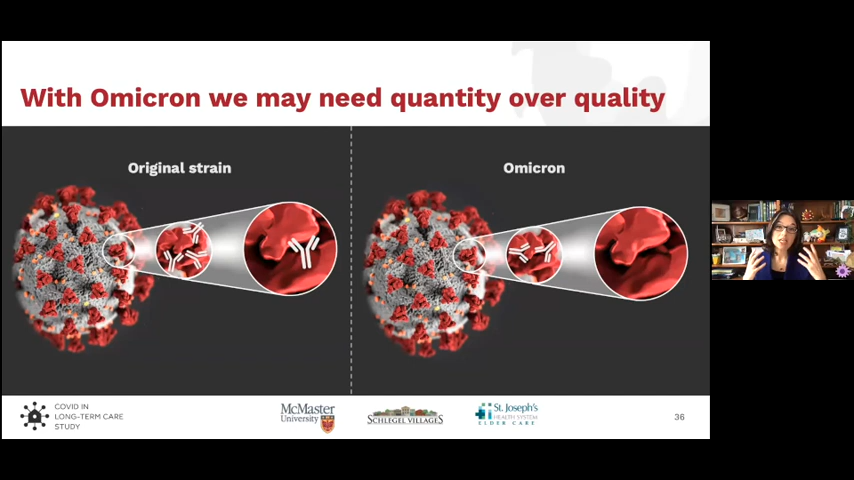 With Omicron we may need quantity over quality
Original strain
Omicron
COVID IN
LONG-TERM CARE
STUDY
McMaster
University
SCHLEGEL VILLAGES
St. Joseph's
HEALTH SYSTEM
ELDER CARE
36